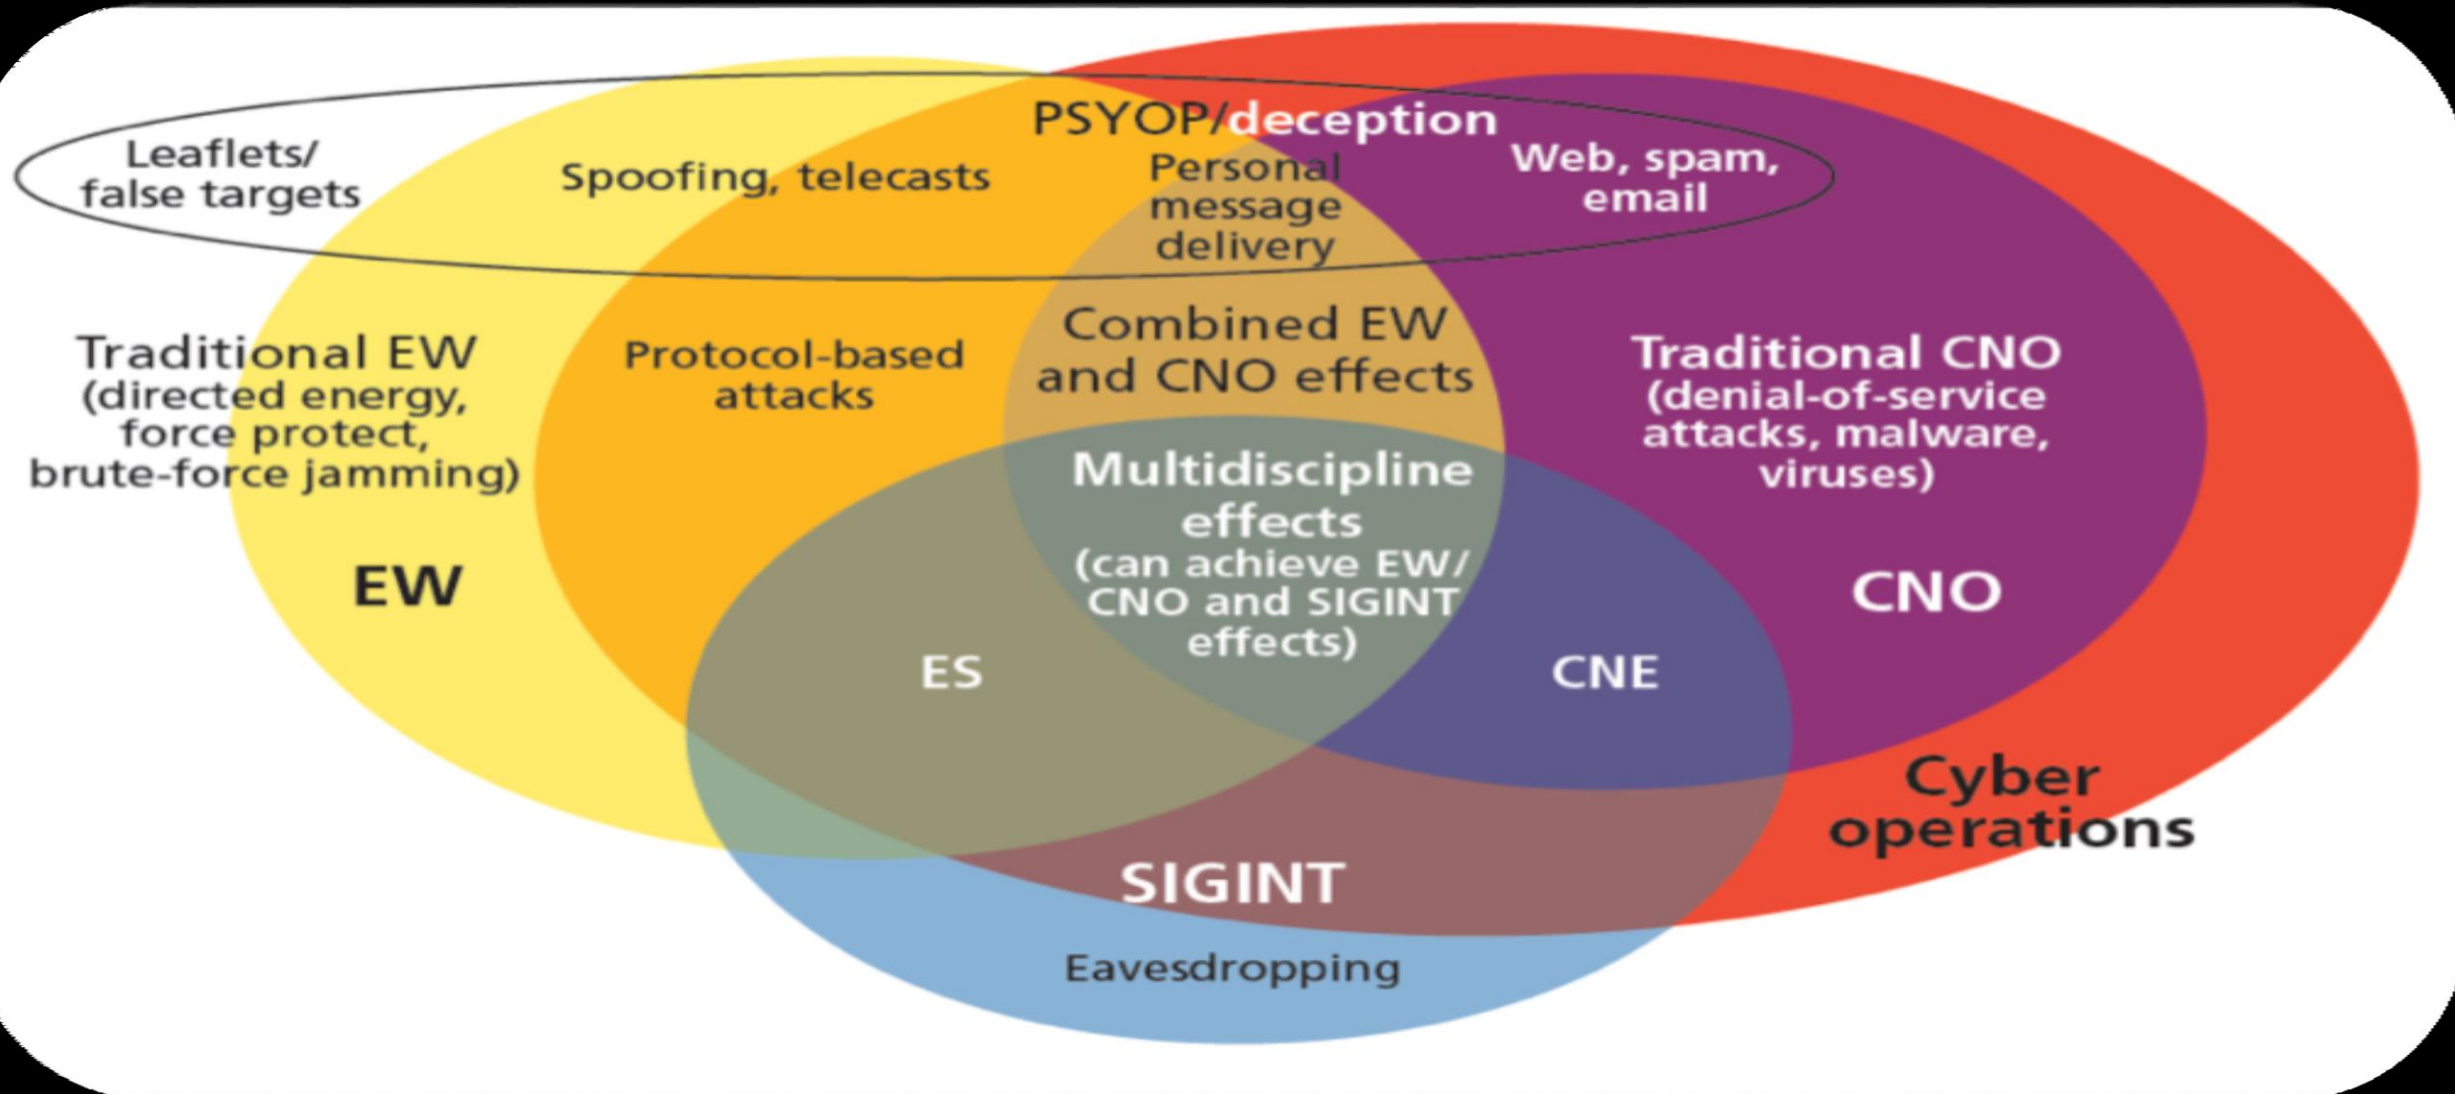 PSYOP/deception
Leaflets/
false targets
Spoofing, telecasts
Personal
message
delivery
Web, spam,
email
Traditional EW
(directed energy,
force protect,
brute-force jamming)
Protocol-based
attacks
Combined EW
and CNO effects
Traditional CNO
(denial-of-service
attacks, malware,
viruses)
Multidiscipline
effects
(can achieve EW/
CNO and SIGINT
effects)
EW
CNO
ES
CNE
Cyber
operations
SIGINT
Eavesdropping